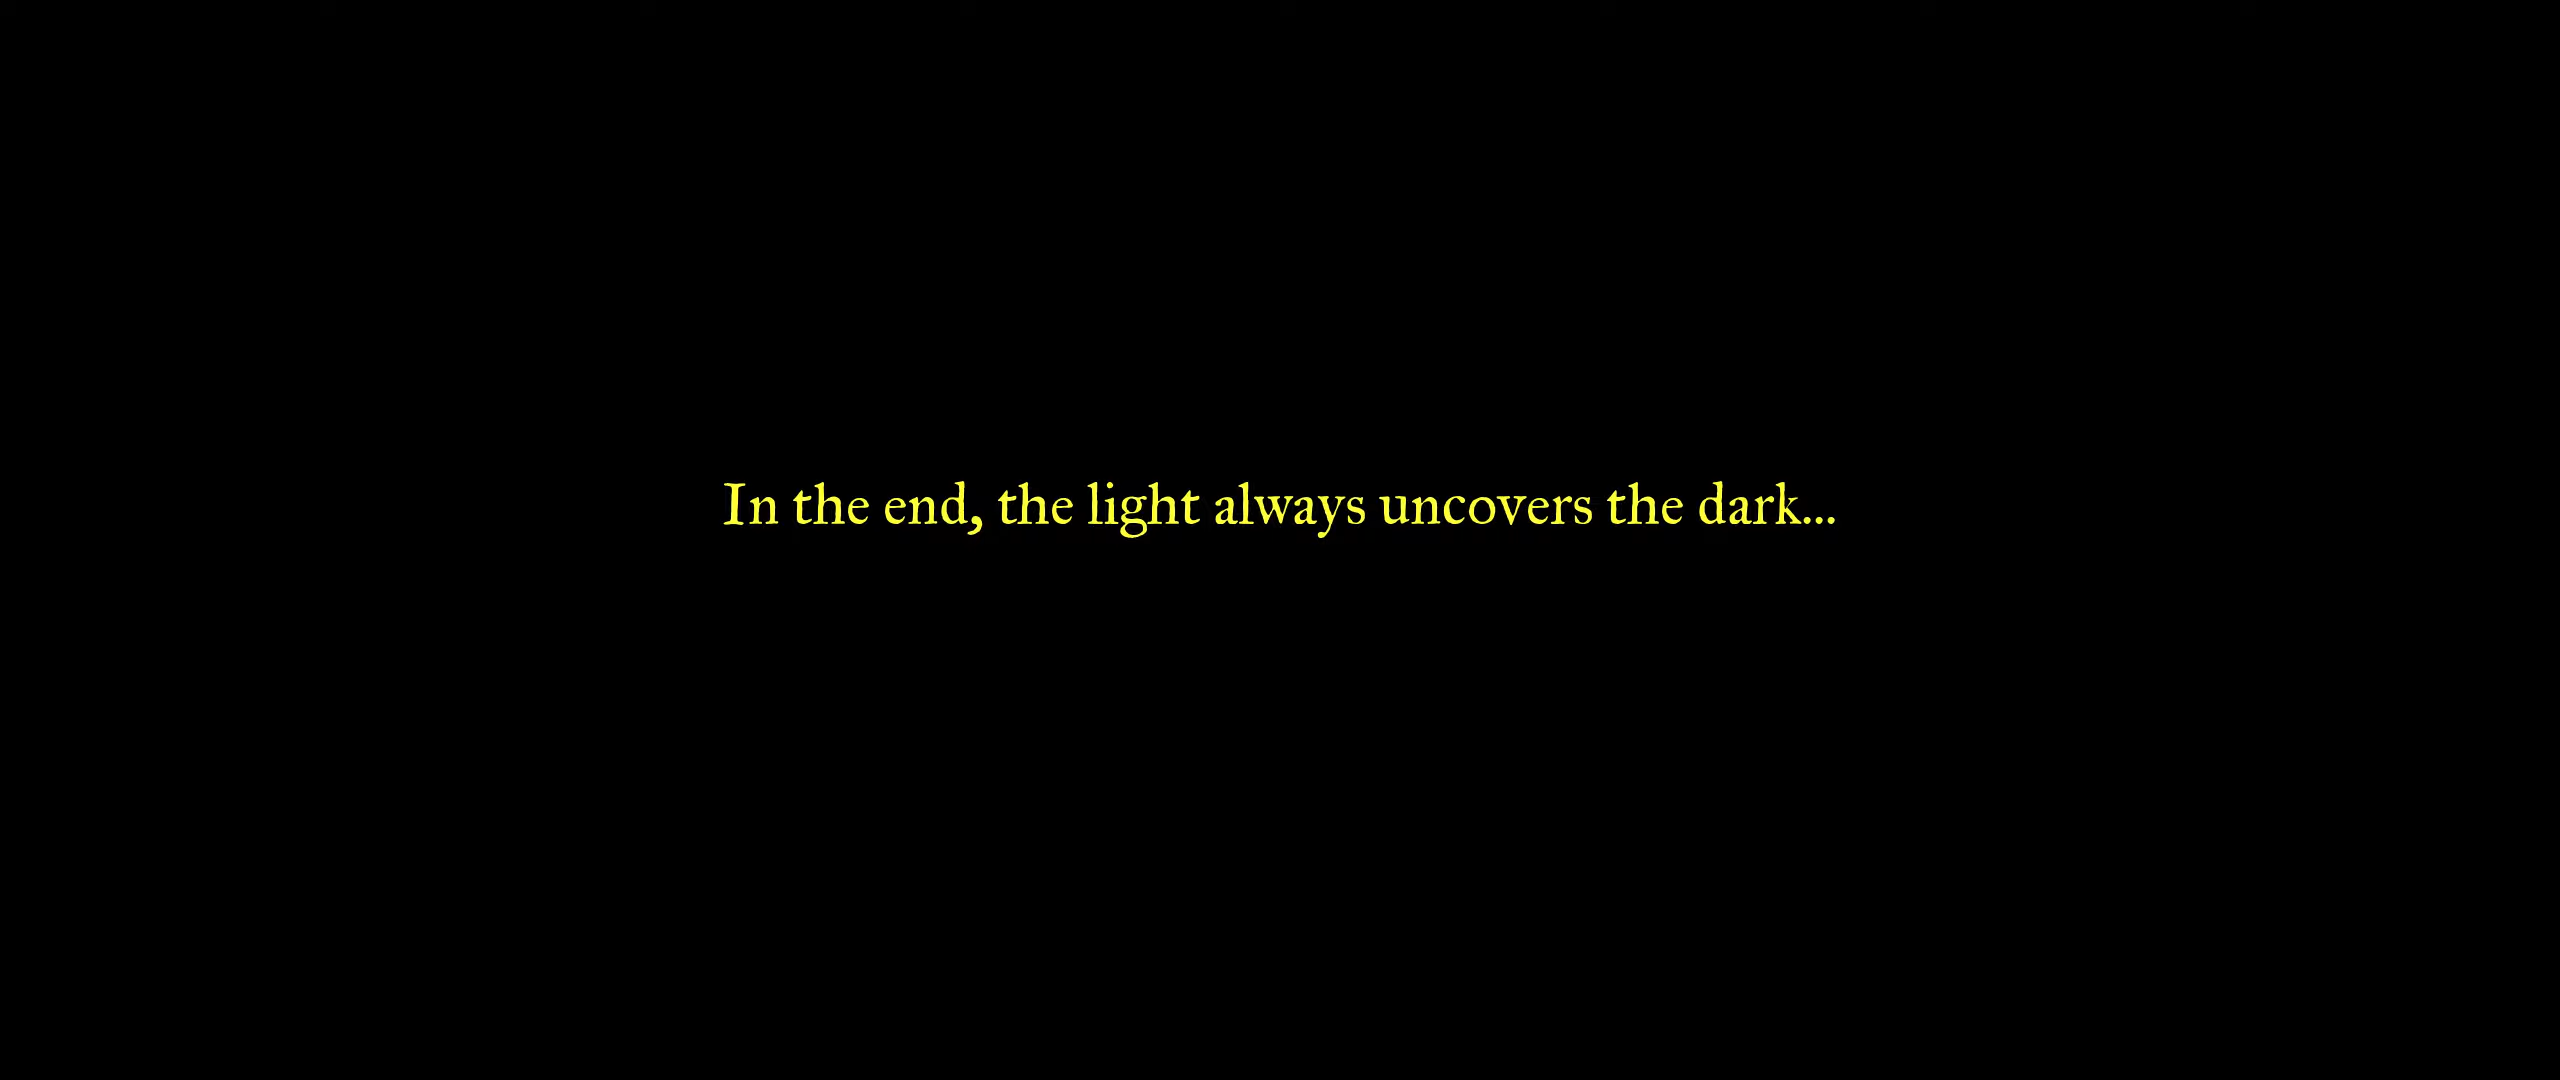 In the end, the light always uncovers the dark...